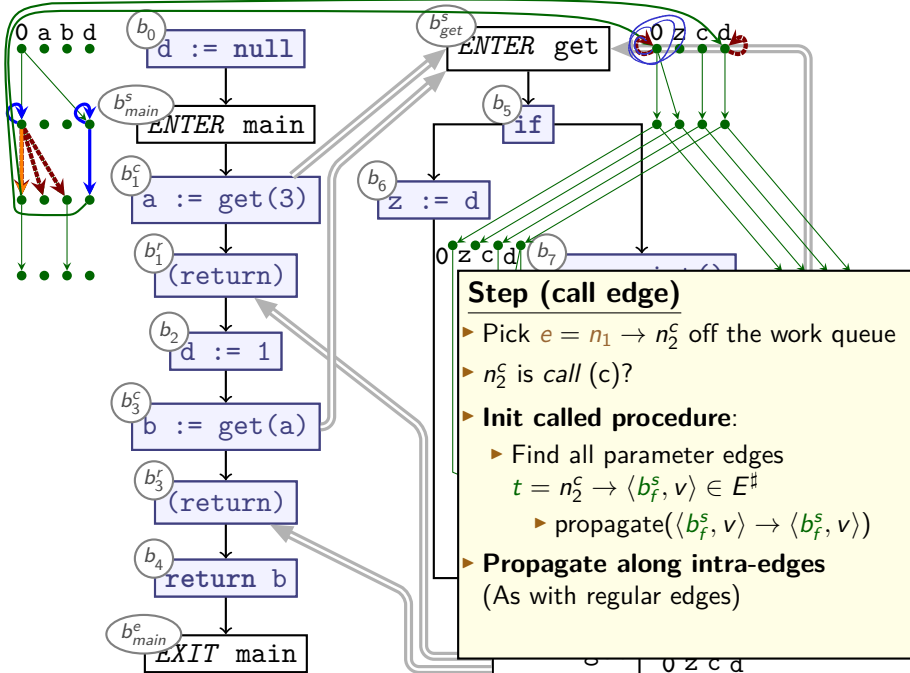 0 a b d
b₀
d := null
bˢₘₐᵢₙ
ENTER main
bᶜ₁
a := get(3)
bʳ₁
(return)
b₂
d := 1
bᶜ₃
b := get(a)
bʳ₃
(return)
b₄
return b
bᵉₘₐᵢₙ
EXIT main
bˢget
ENTER get
0 z c d
b₅
if
b₆
z := d
0 z c d
b₇
Step (call edge)
▶ Pick e = n₁ → nᶜ₂ off the work queue
▶ nᶜ₂ is call (c)?
▶ Init called procedure:
▶ Find all parameter edges
t = nᶜ₂ → ⟨bˢf, v⟩ ∈ E♯
▶ propagate(⟨bˢf, v⟩ → ⟨bˢf, v⟩)
▶ Propagate along intra-edges
(As with regular edges)
0 z c d